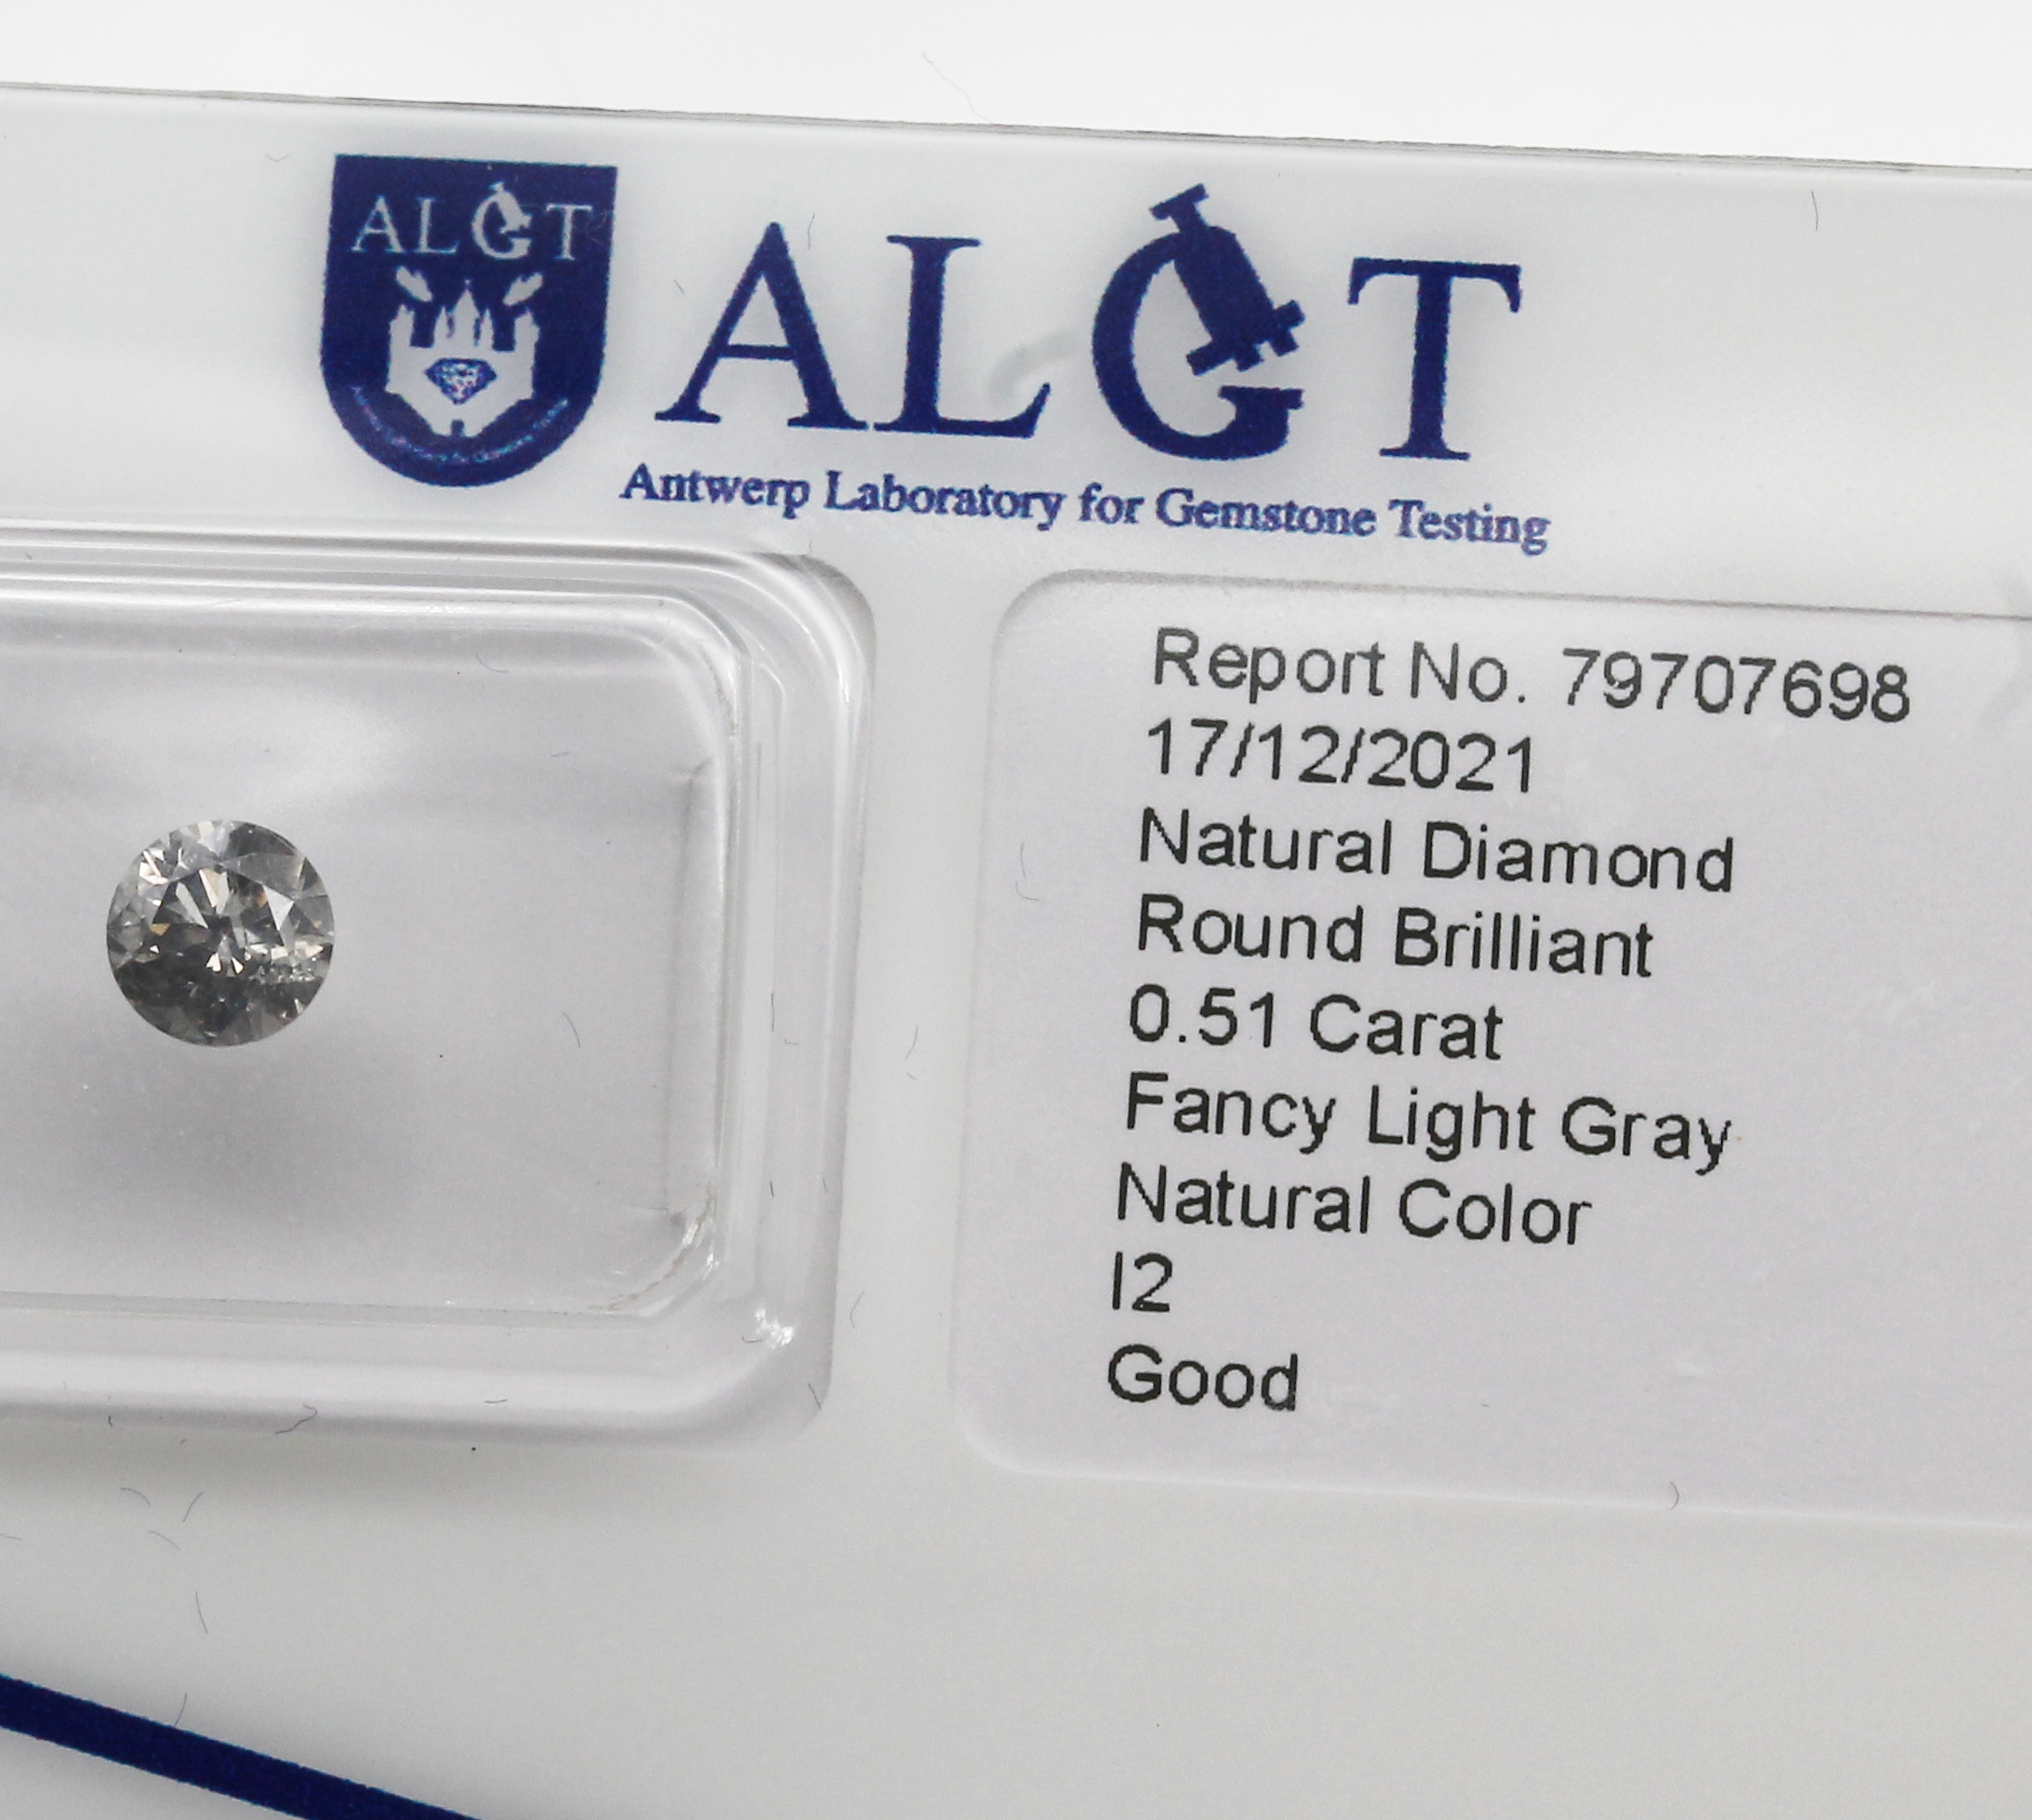 ALGT
ALGT
Antwerp Laboratory for Gemstone Testing
Report No. 79707698
17/12/2021
Natural Diamond
Round Brilliant
0.51 Carat
Fancy Light Gray
Natural Color
I2
Good